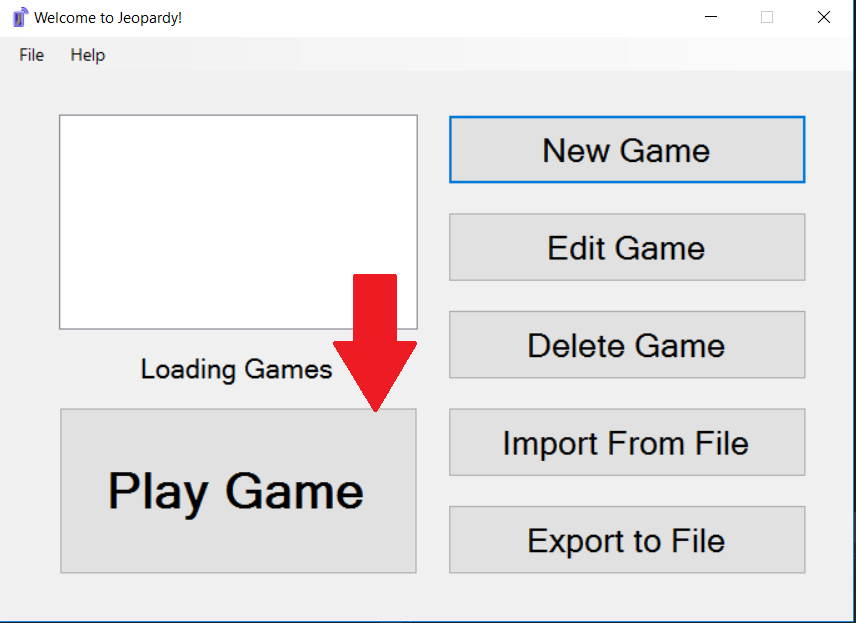 Welcome to Jeopardy!
File Help
New Game
Edit Game
Delete Game
Loading Games
Import From File
Play Game
Export to File